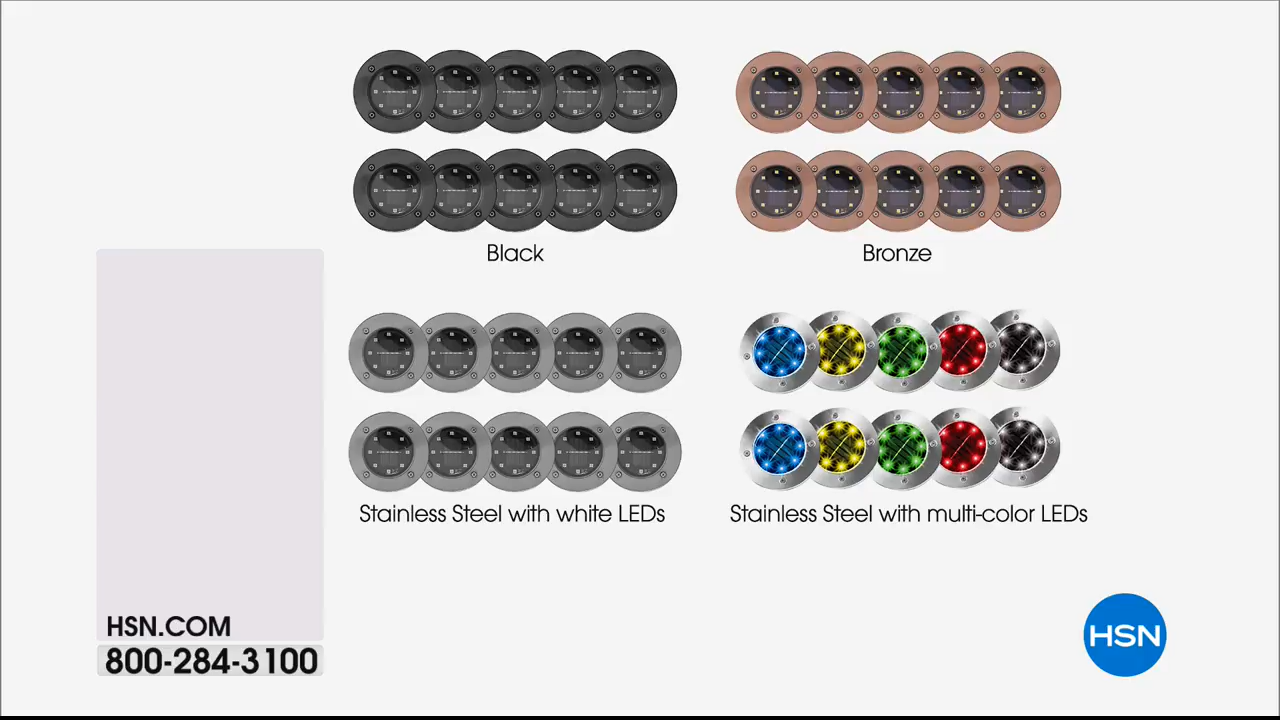 Black
Bronze
Stainless Steel with white LEDs
Stainless Steel with multi-color LEDs
HSN.COM
800-284-3100
HSN